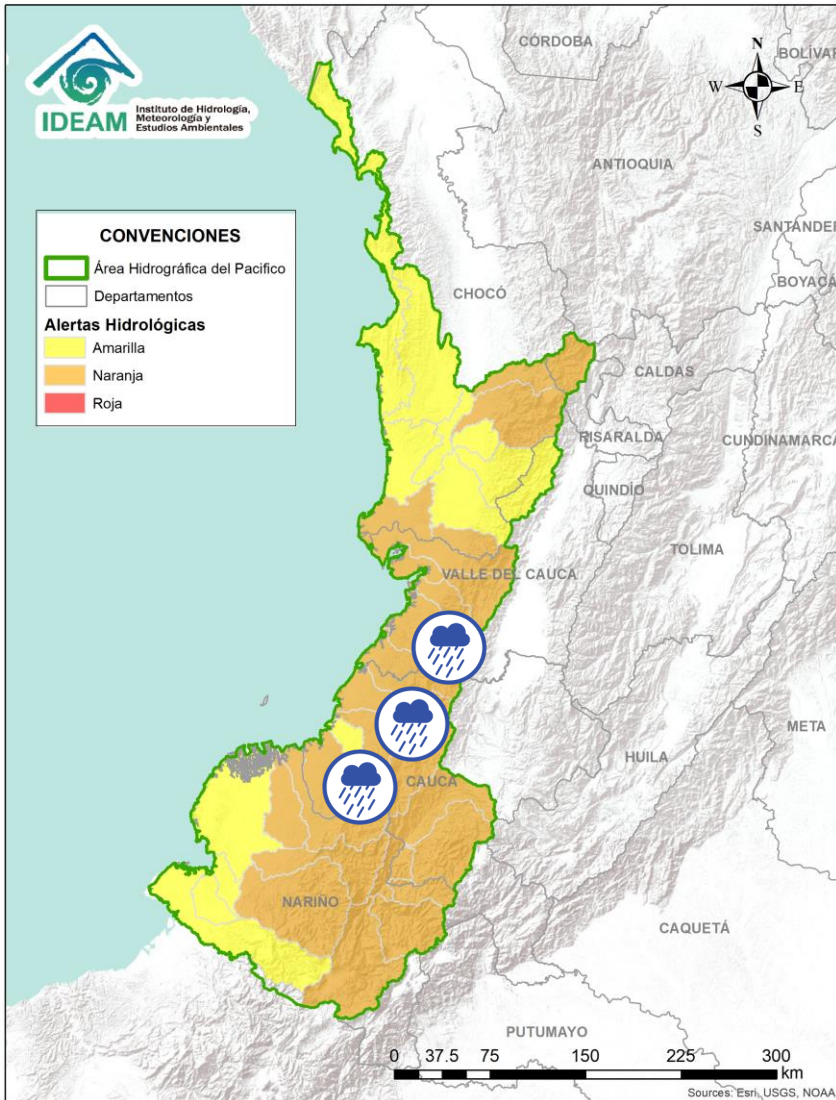 IDEAM
Instituto de Hidrología,
Meteorología y
Estudios Ambientales
CONVENCIONES
Área Hidrográfica del Pacifico
Departamentos
Alertas Hidrológicas
Amarilla
Naranja
Roja
N
W
E
S
CÓRDOBA
BOLÍVAR
ANTIOQUIA
SANTANDER
BOYACÁ
CHOCÓ
CALDAS
RISARALDA
CUNDINAMARCA
QUINDÍO
TOLIMA
VALLE DEL CAUCA
META
HUILA
CAUCA
NARIÑO
CAQUETÁ
PUTUMAYO
0 37.5 75 150 225 300
km
Sources: Esri, USGS, NOAA